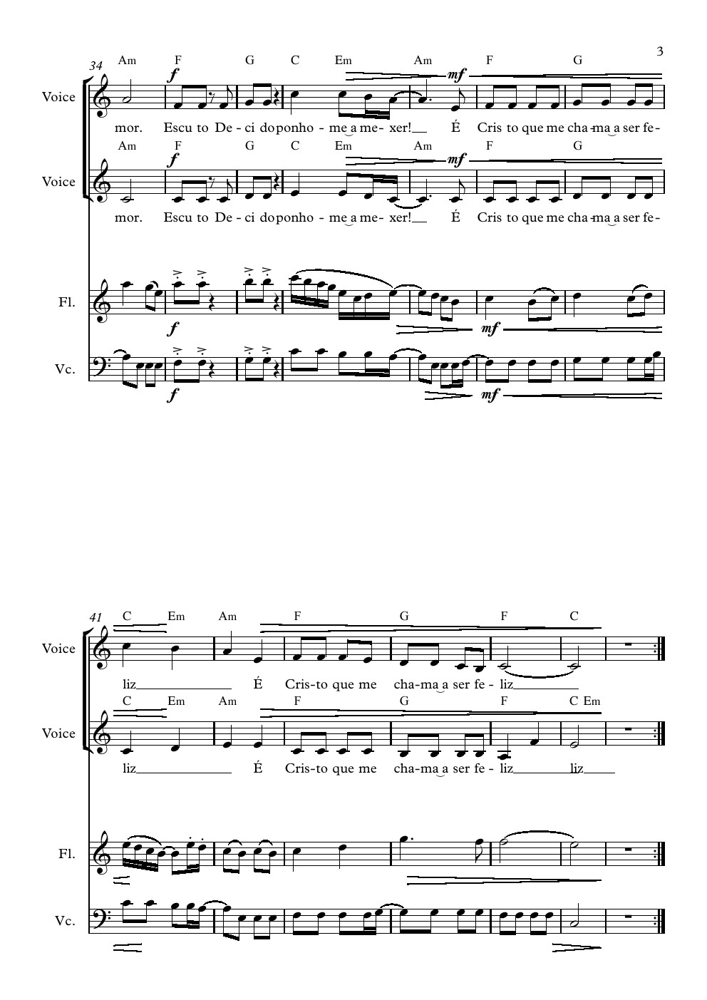 3
34 Am F G C Em Am F G
f mf
Voice
mor. Escu to De - ci do ponho - me a me - xer! É Cris to que me cha - ma a ser fe -
Am F G C Em Am F G
f mf
Voice
mor. Escu to De - ci do ponho - me a me - xer! É Cris to que me cha - ma a ser fe -
Fl.
f mf
Vc.
f mf
41 C Em Am F G F C
Voice
liz É Cris - to que me cha - ma a ser fe - liz
C Em Am F G F C Em
Voice
liz É Cris - to que me cha - ma a ser fe - liz liz
Fl.
Vc.